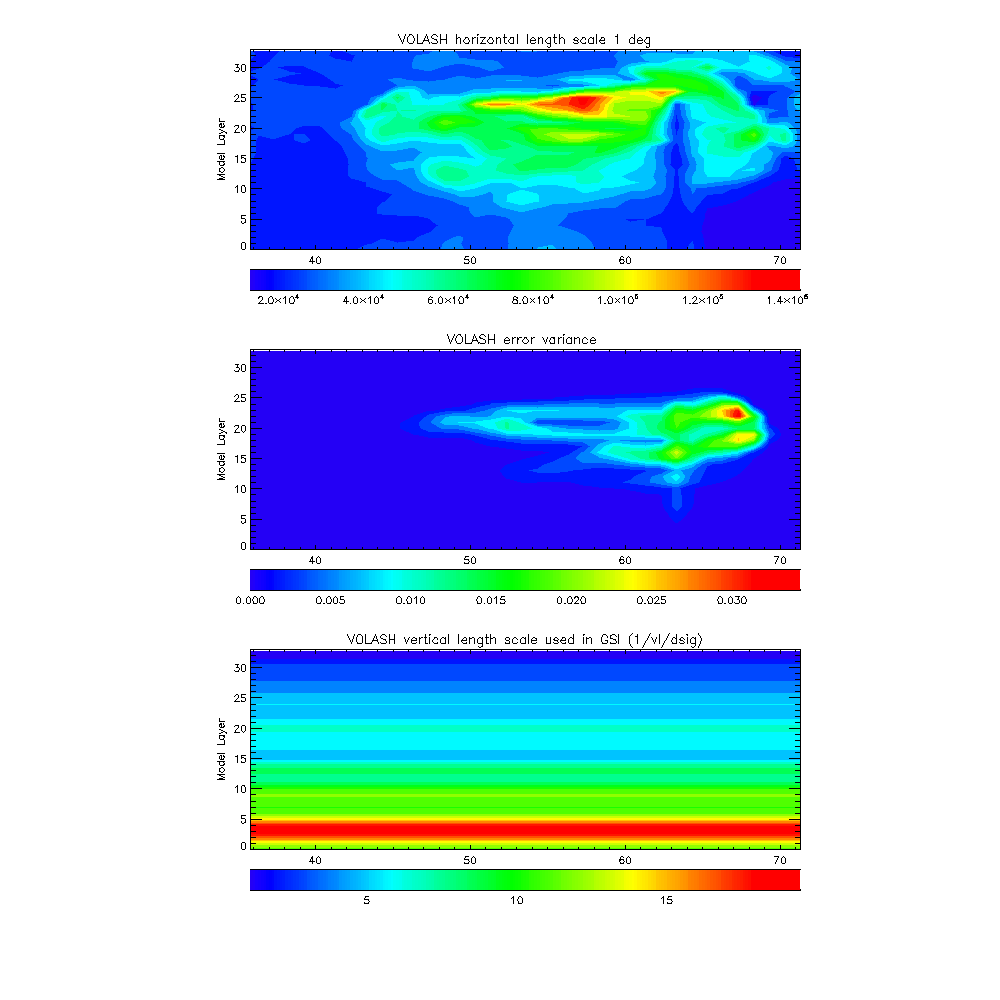 VOLASH horizontal length scale 1 deg
30
25
20
15
10
5
0
Model Layer
40 50 60 70
2.0×10⁴ 4.0×10⁴ 6.0×10⁴ 8.0×10⁴ 1.0×10⁵ 1.2×10⁵ 1.4×10⁵
VOLASH error variance
30
25
20
15
10
5
0
Model Layer
40 50 60 70
0.000 0.005 0.010 0.015 0.020 0.025 0.030
VOLASH vertical length scale used in GSI (1/vl/dsig)
30
25
20
15
10
5
0
Model Layer
40 50 60 70
5 10 15